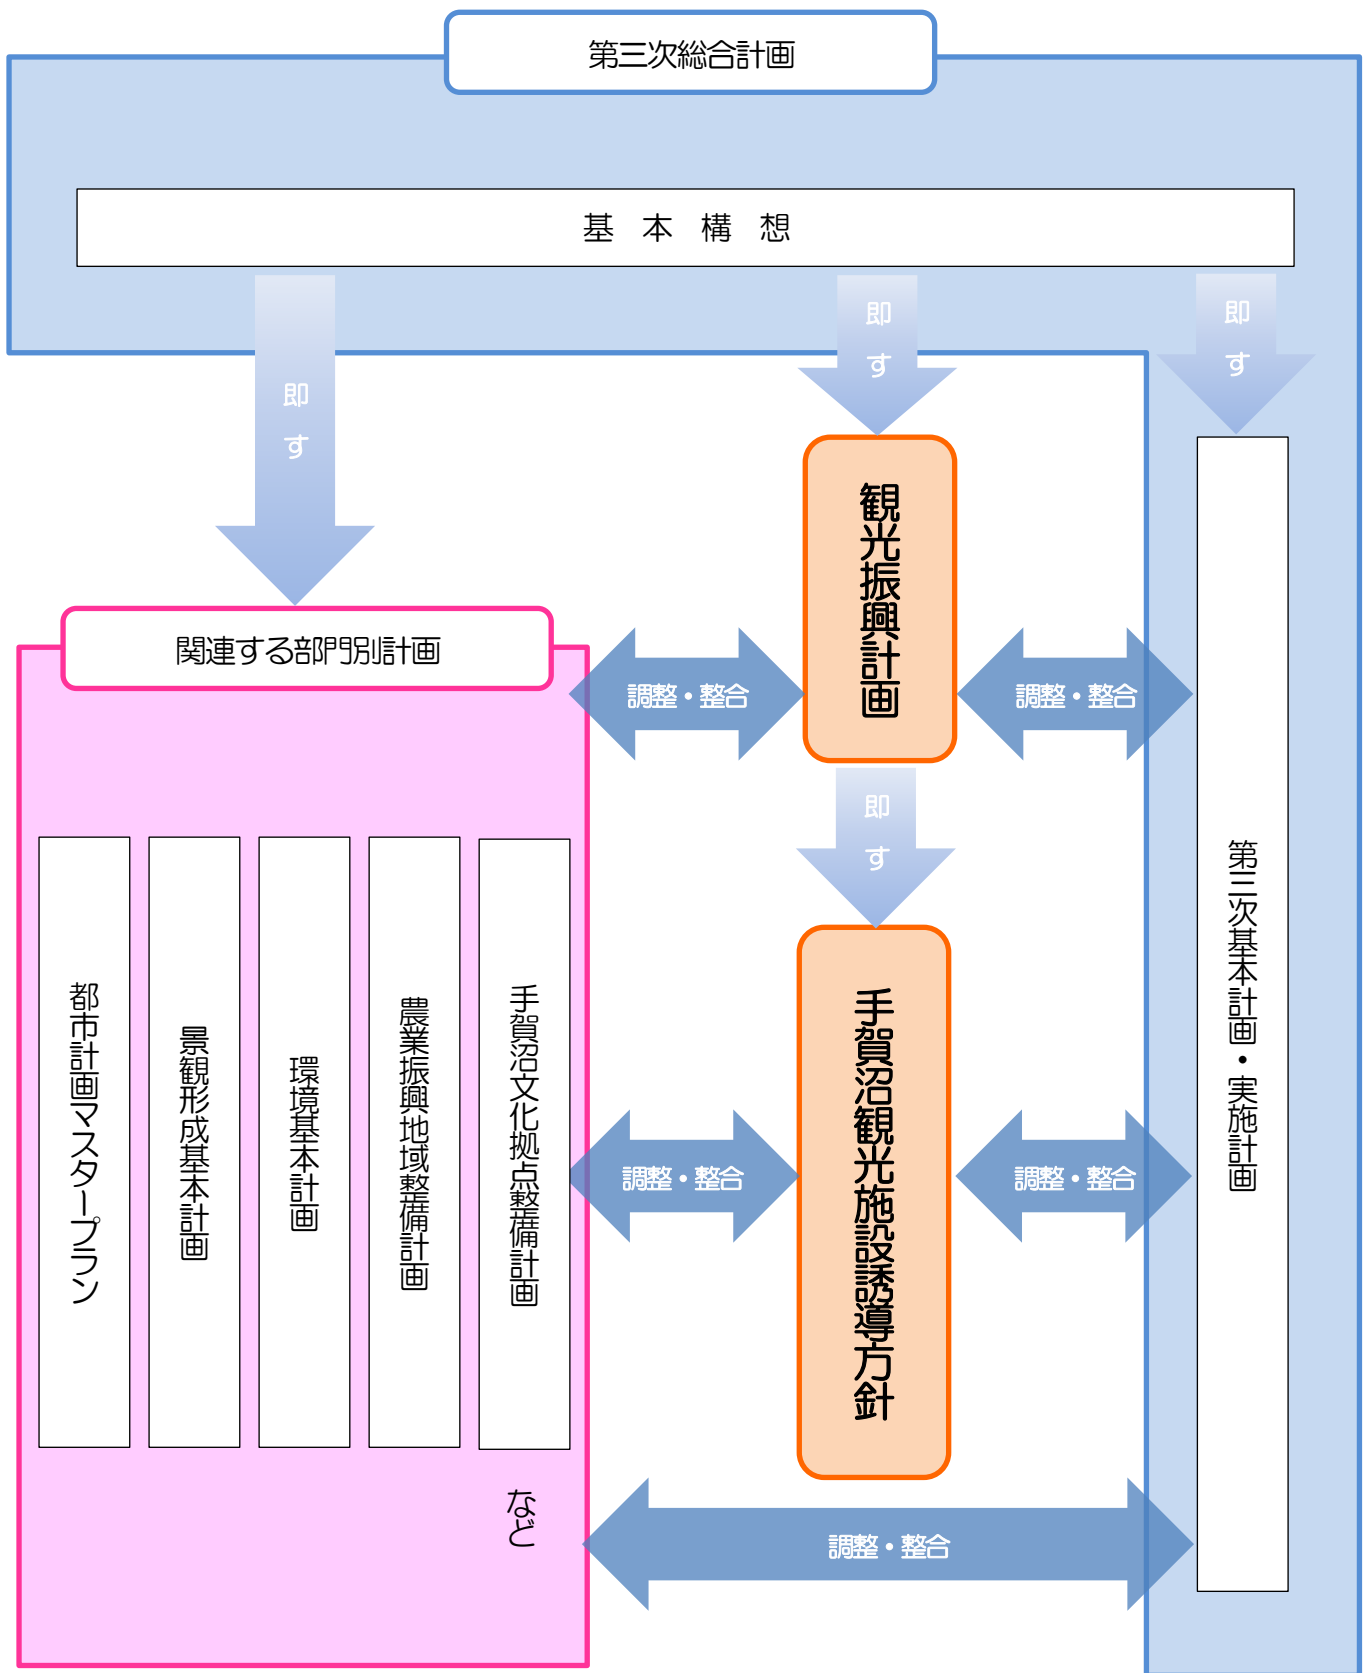 第三次総合計画
基本構想
即す
即す
即す
観光振興計画
関連する部門別計画
調整・整合
調整・整合
即す
都市計画マスタープラン
景観形成基本計画
環境基本計画
農業振興地域整備計画
手賀沼文化拠点整備計画
など
手賀沼観光施設誘導方針
第三次基本計画・実施計画
調整・整合
調整・整合
調整・整合